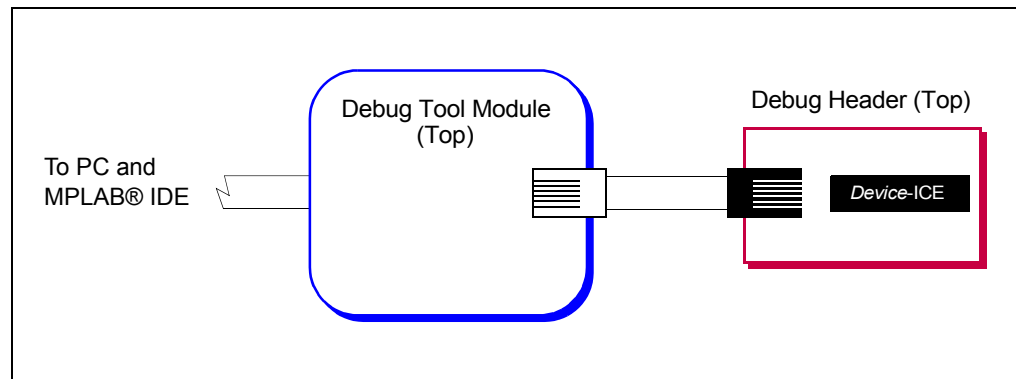 Debug Tool Module
(Top)
Debug Header (Top)
To PC and
MPLAB® IDE
Device-ICE